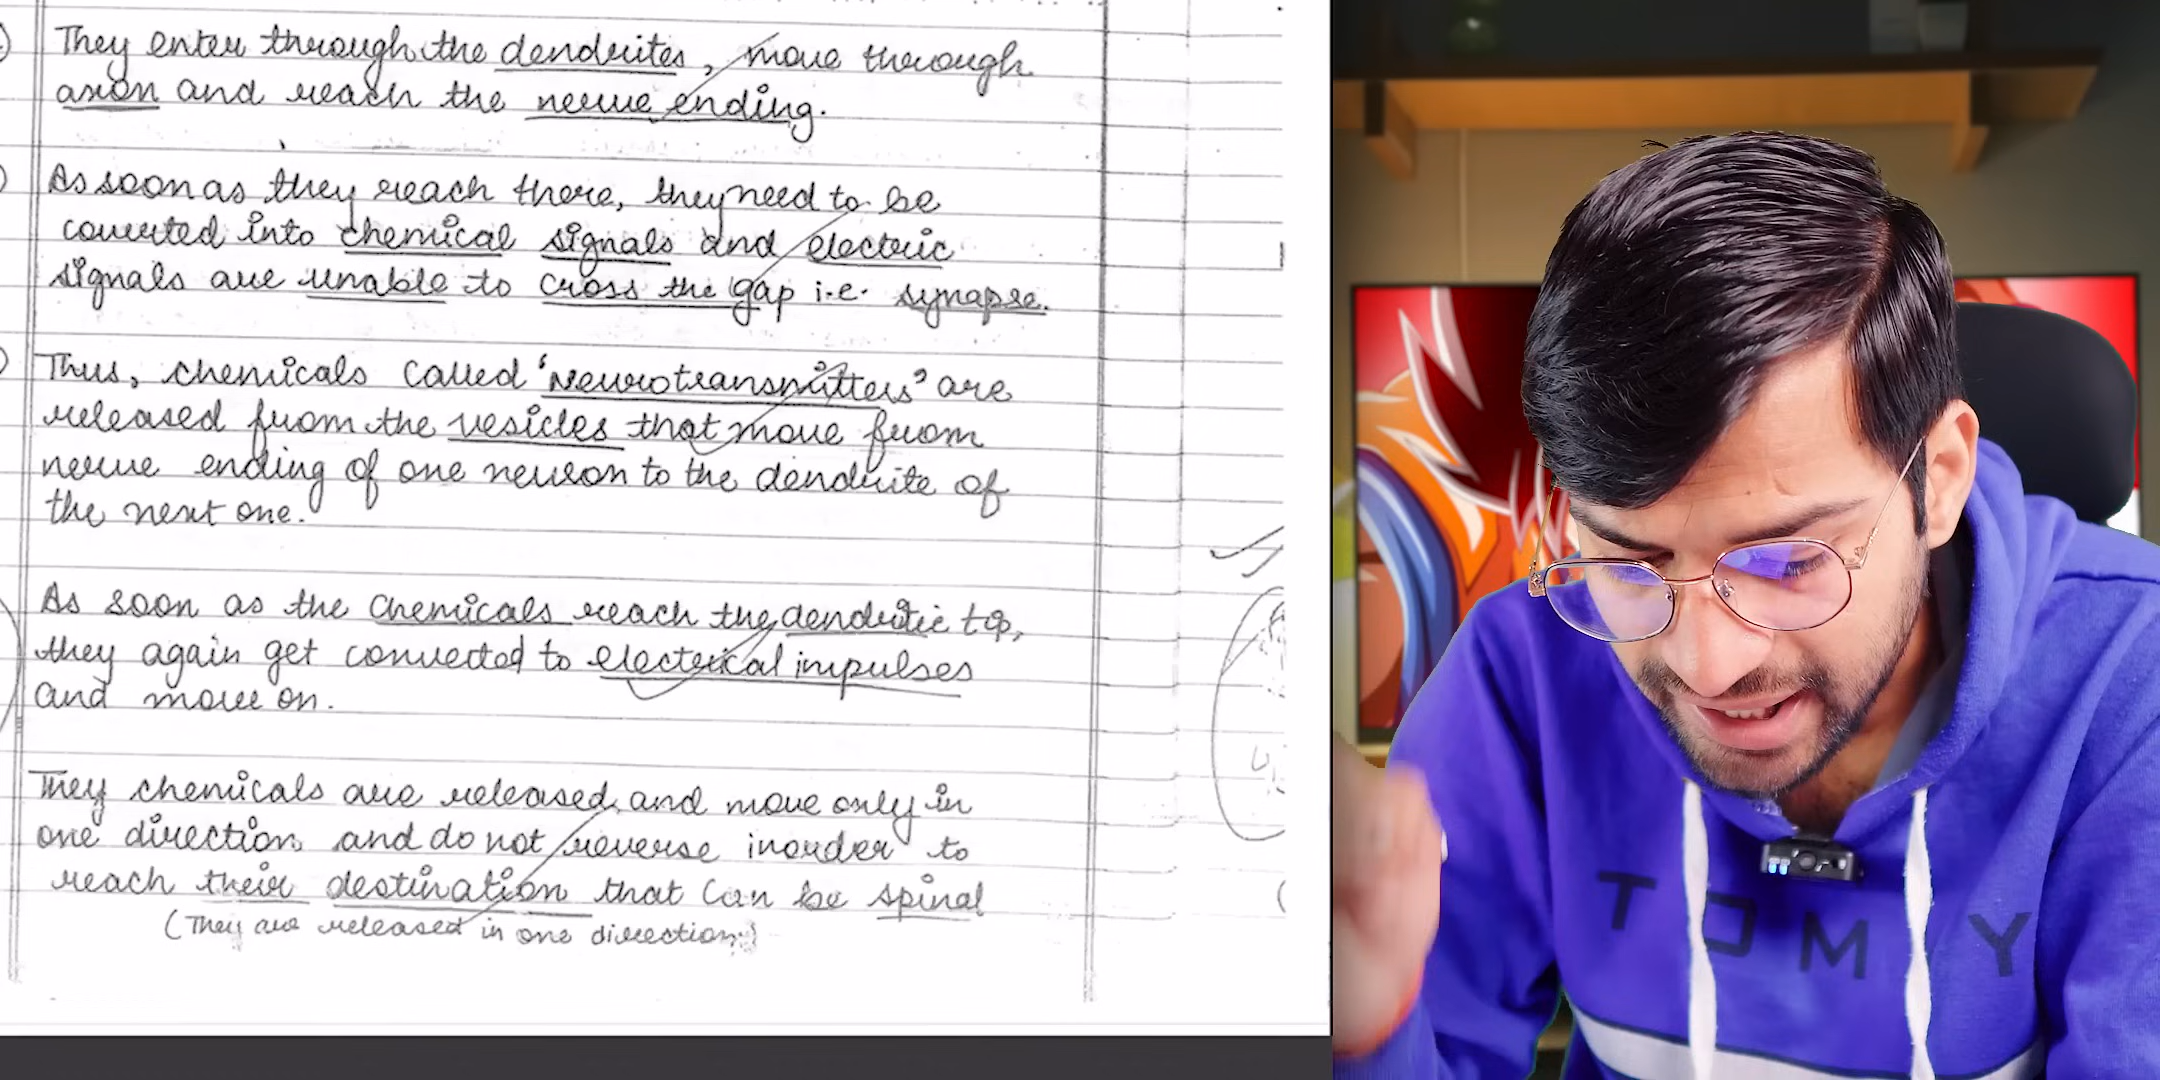 They enter through the dendrites, move through
axon and reach the nerve ending.
As soon as they reach there, they need to be
converted into chemical signals and electric
signals are unable to cross the gap i.e. synapse.
Thus, chemicals called 'Neurotransmitters' are
released from the vesicles that move from
nerve ending of one neuron to the dendrite of
the next one.
As soon as the chemicals reach the dendritic tip,
they again get converted to electrical impulses
and move on.
They chemicals are released and move only in
one direction and do not reverse inorder to
reach their destination that can be spinal
(They are released in one direction.)
TOMMY